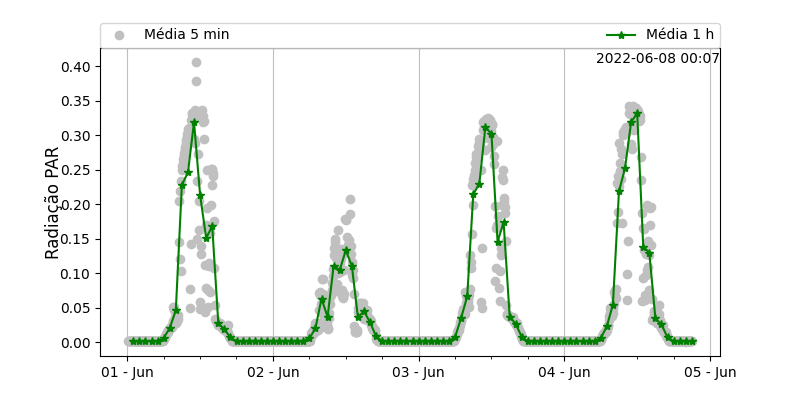 Média 5 min
Média 1 h
2022-06-08 00:07
Radiação PAR
0.40
0.35
0.30
0.25
0.20
0.15
0.10
0.05
0.00
01 - Jun
02 - Jun
03 - Jun
04 - Jun
05 - Jun